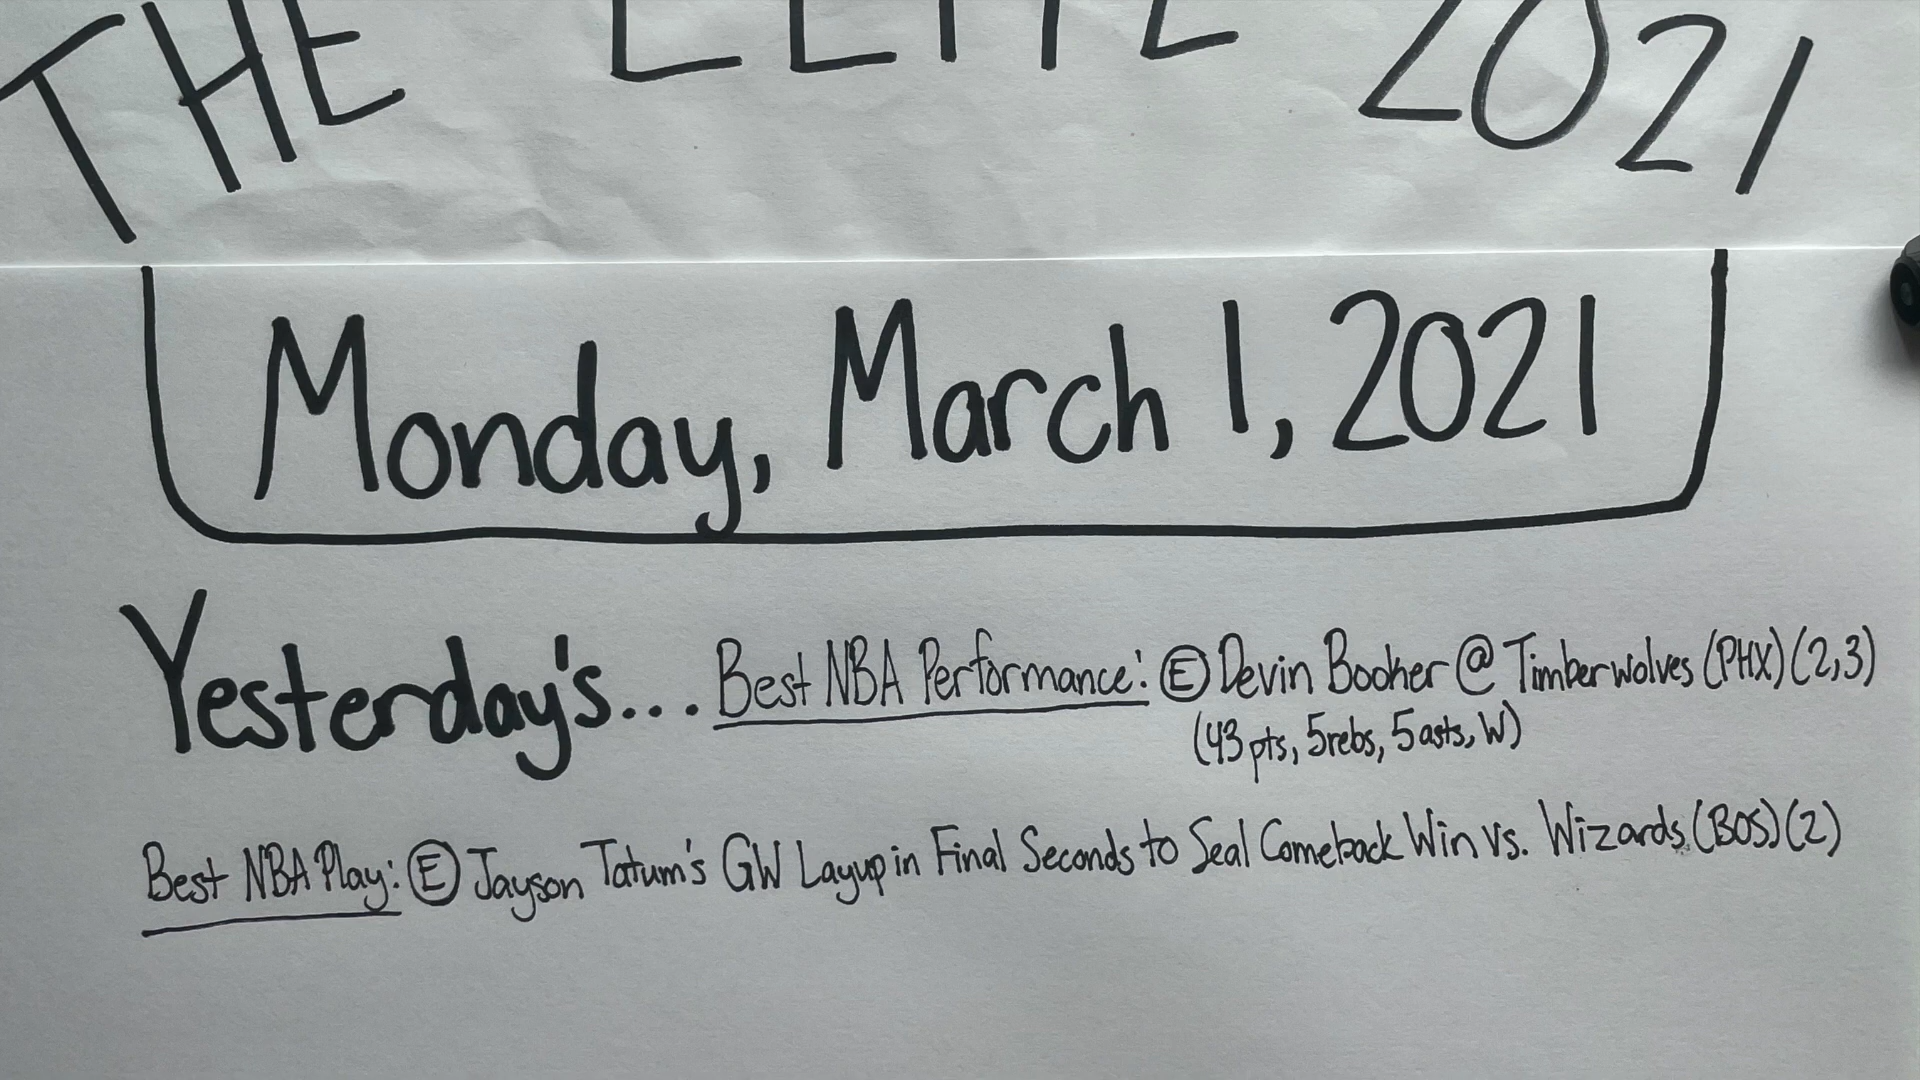 THE ELITE 2021
Monday, March 1, 2021
Yesterday's... Best NBA Performance: Ⓔ Devin Booker @ Timberwolves (PHX) (2,3)
(43 pts, 5 rebs, 5 asts, W)
Best NBA Play: Ⓔ Jayson Tatum's GW Layup in Final Seconds to Seal Comeback Win vs. Wizards (BOS) (2)